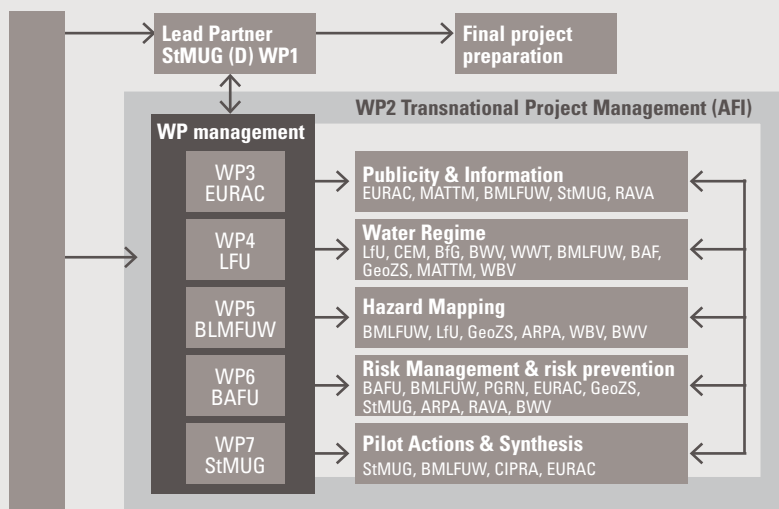 Lead Partner
StMUG (D) WP1
Final project
preparation
WP2 Transnational Project Management (AFI)
WP management
WP3
EURAC
Publicity & Information
EURAC, MATTM, BMLFUW, StMUG, RAVA
WP4
LFU
Water Regime
LfU, CEM, BfG, BWV, WWT, BMLFUW, BAF,
GeoZS, MATTM, WBV
WP5
BLMFUW
Hazard Mapping
BMLFUW, LfU, GeoZS, ARPA, WBV, BWV
WP6
BAFU
Risk Management & risk prevention
BAFU, BMLFUW, PGRN, EURAC, GeoZS,
StMUG, ARPA, RAVA, BWV
WP7
StMUG
Pilot Actions & Synthesis
StMUG, BMLFUW, CIPRA, EURAC